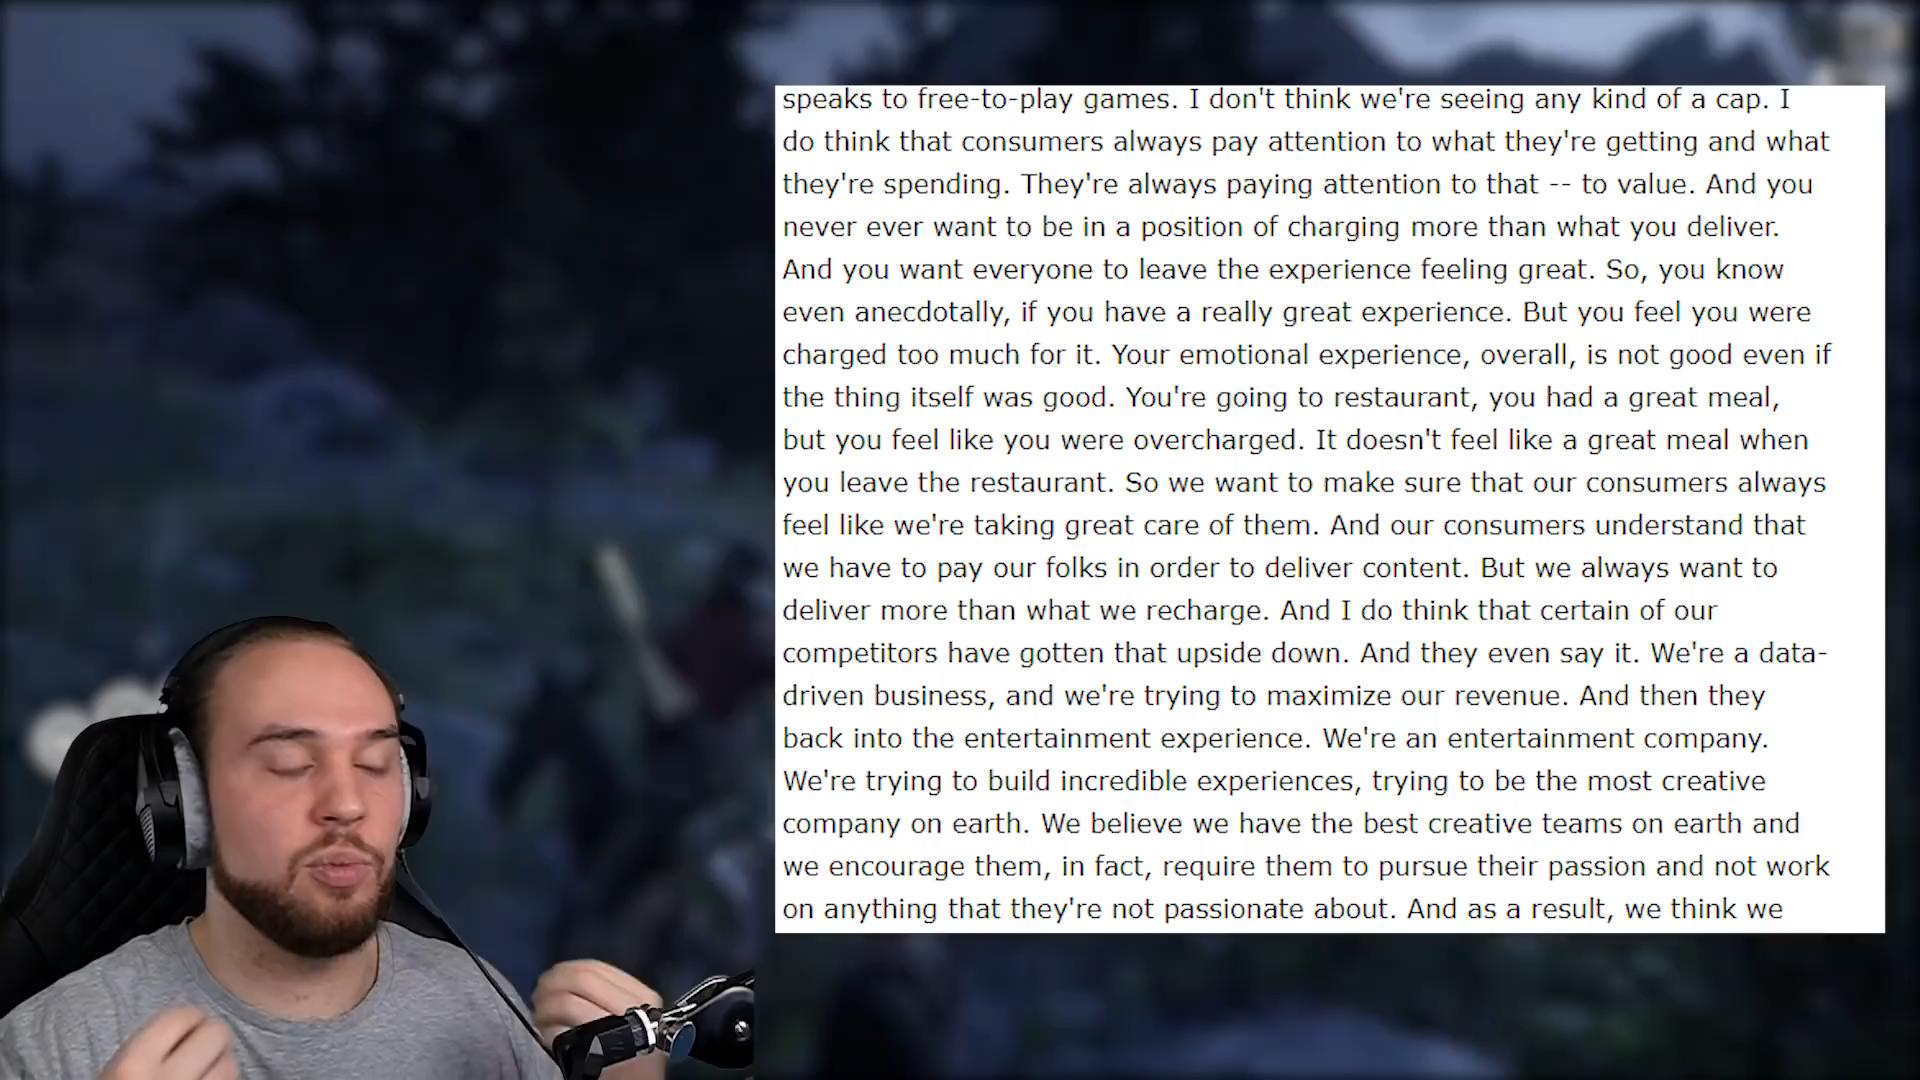 speaks to free-to-play games. I don't think we're seeing any kind of a cap. I
do think that consumers always pay attention to what they're getting and what
they're spending. They're always paying attention to that -- to value. And you
never ever want to be in a position of charging more than what you deliver.
And you want everyone to leave the experience feeling great. So, you know
even anecdotally, if you have a really great experience. But you feel you were
charged too much for it. Your emotional experience, overall, is not good even if
the thing itself was good. You're going to restaurant, you had a great meal,
but you feel like you were overcharged. It doesn't feel like a great meal when
you leave the restaurant. So we want to make sure that our consumers always
feel like we're taking great care of them. And our consumers understand that
we have to pay our folks in order to deliver content. But we always want to
deliver more than what we recharge. And I do think that certain of our
competitors have gotten that upside down. And they even say it. We're a data-
driven business, and we're trying to maximize our revenue. And then they
back into the entertainment experience. We're an entertainment company.
We're trying to build incredible experiences, trying to be the most creative
company on earth. We believe we have the best creative teams on earth and
we encourage them, in fact, require them to pursue their passion and not work
on anything that they're not passionate about. And as a result, we think we